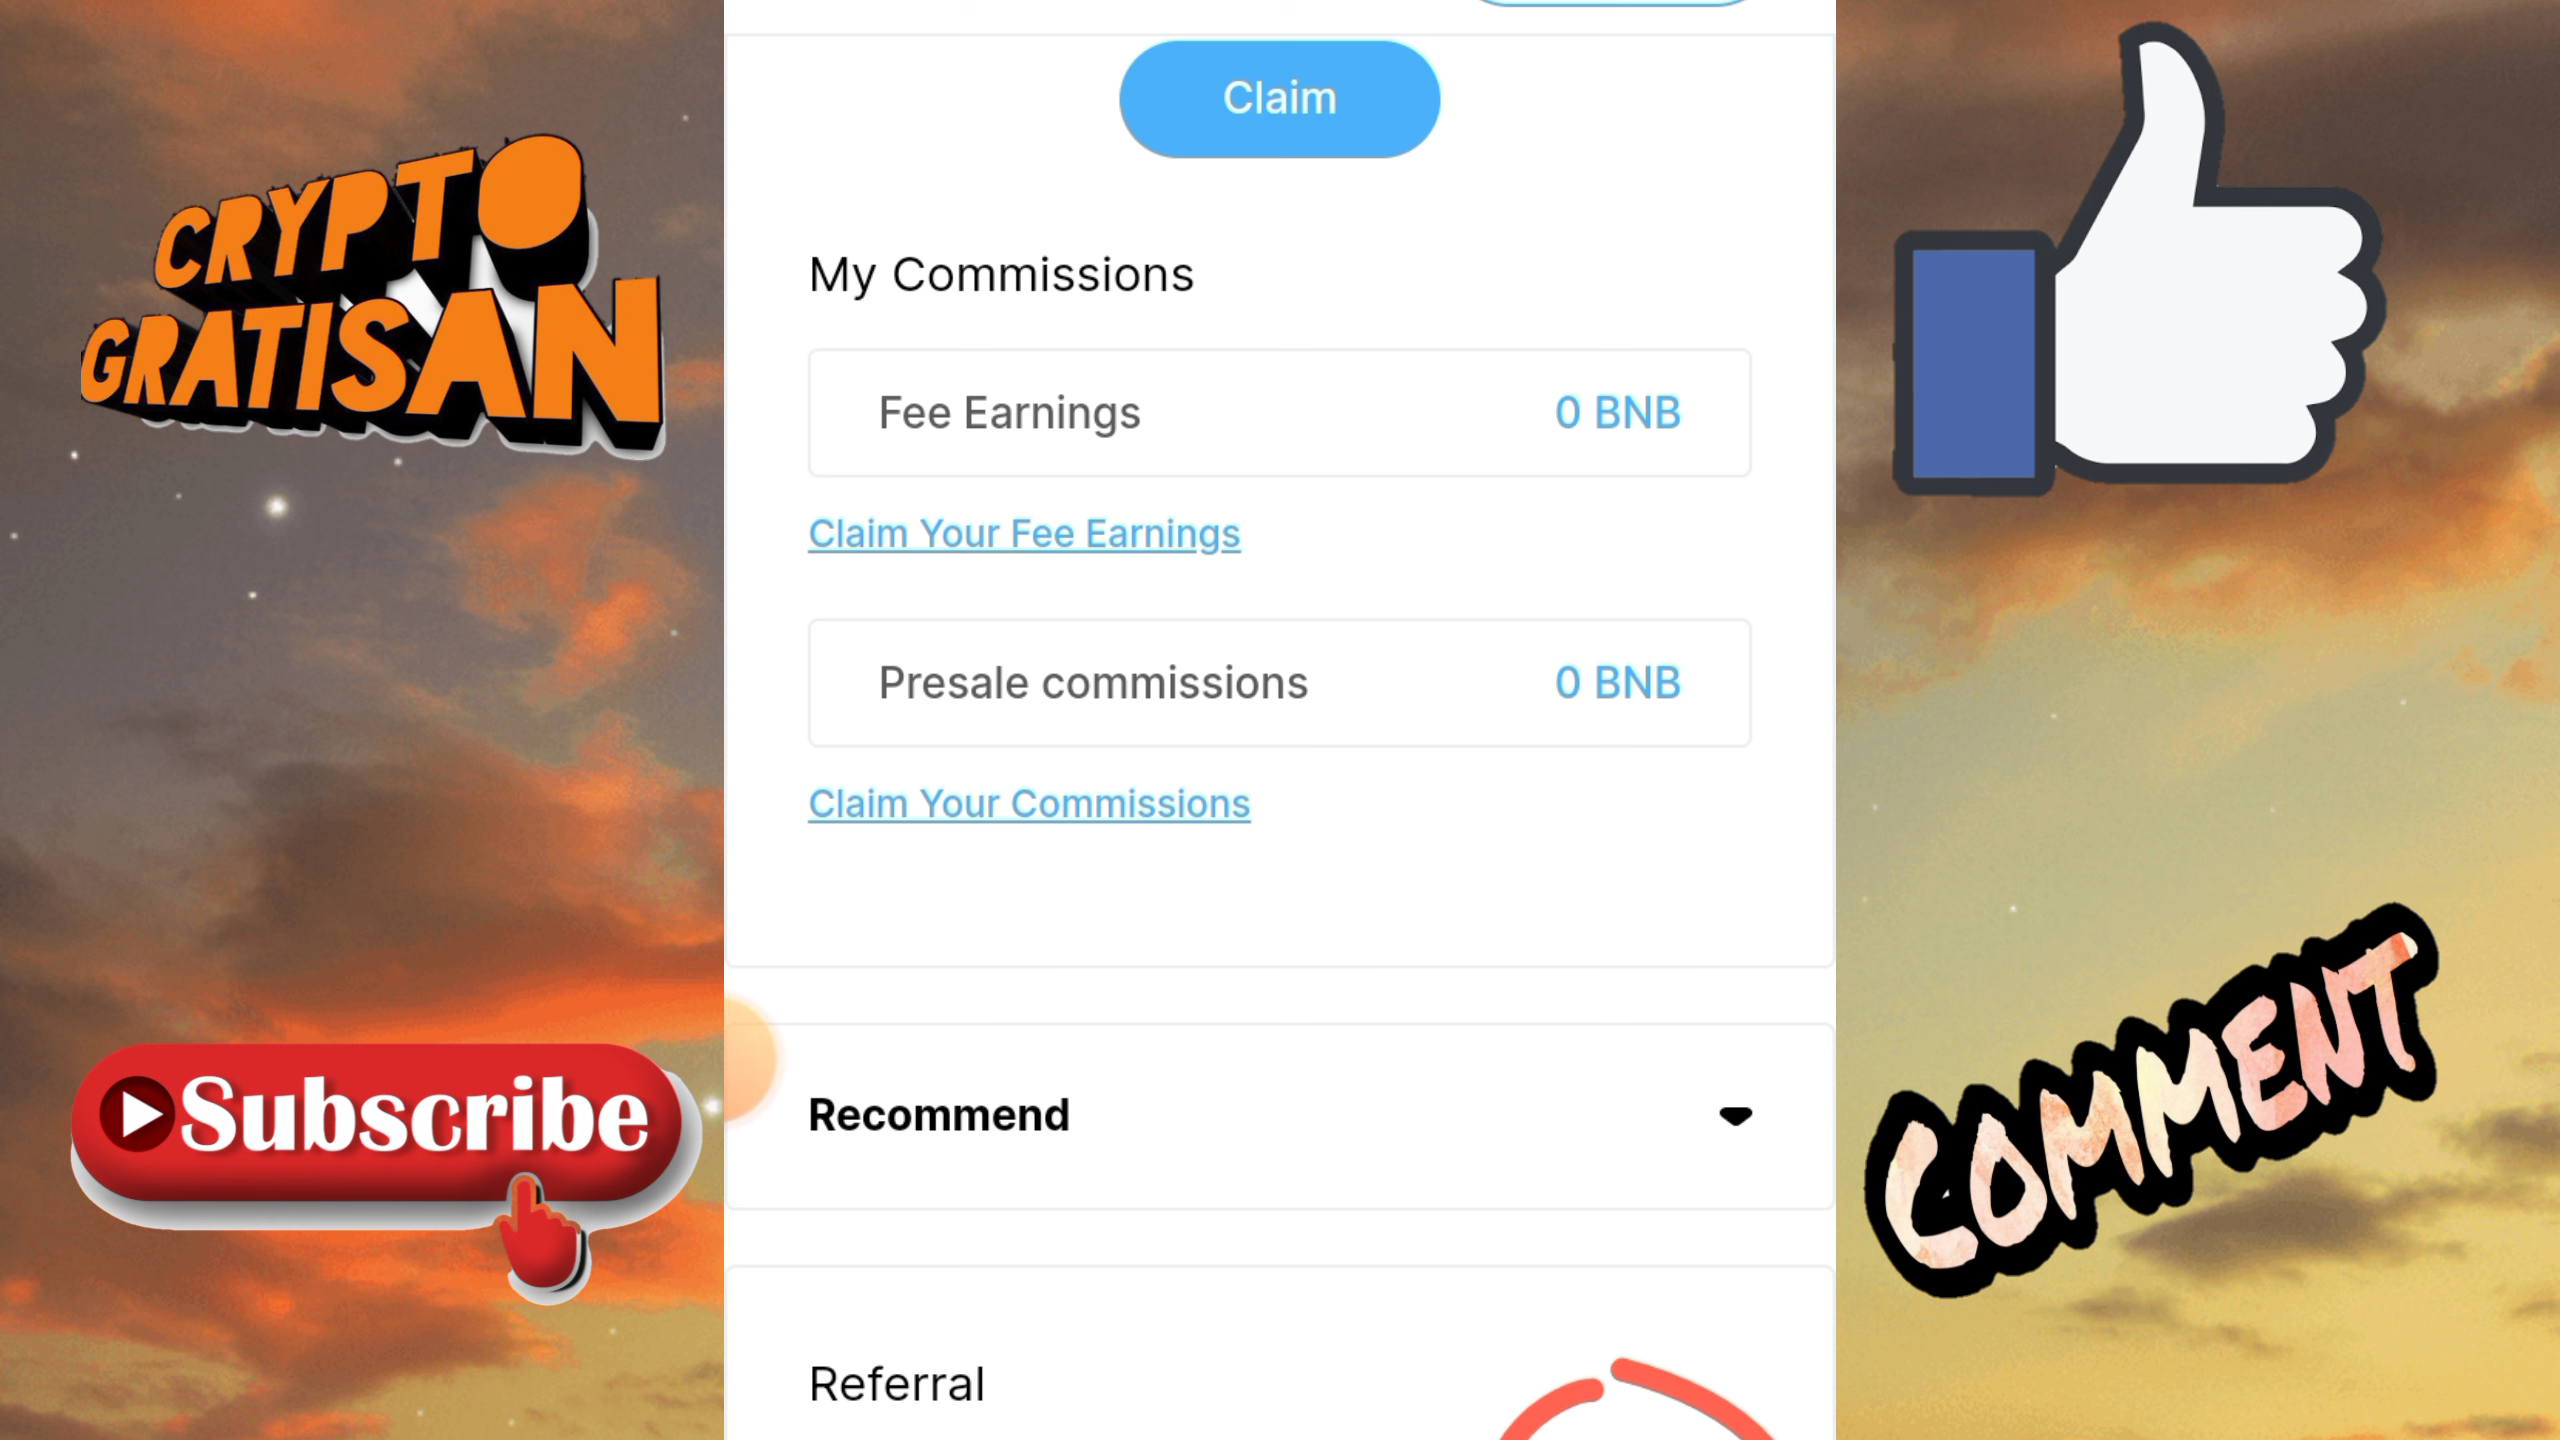 CRYPTO
GRATISAN
Subscribe
Claim
My Commissions
Fee Earnings 0 BNB
Claim Your Fee Earnings
Presale commissions 0 BNB
Claim Your Commissions
Recommend
Referral
COMMENT